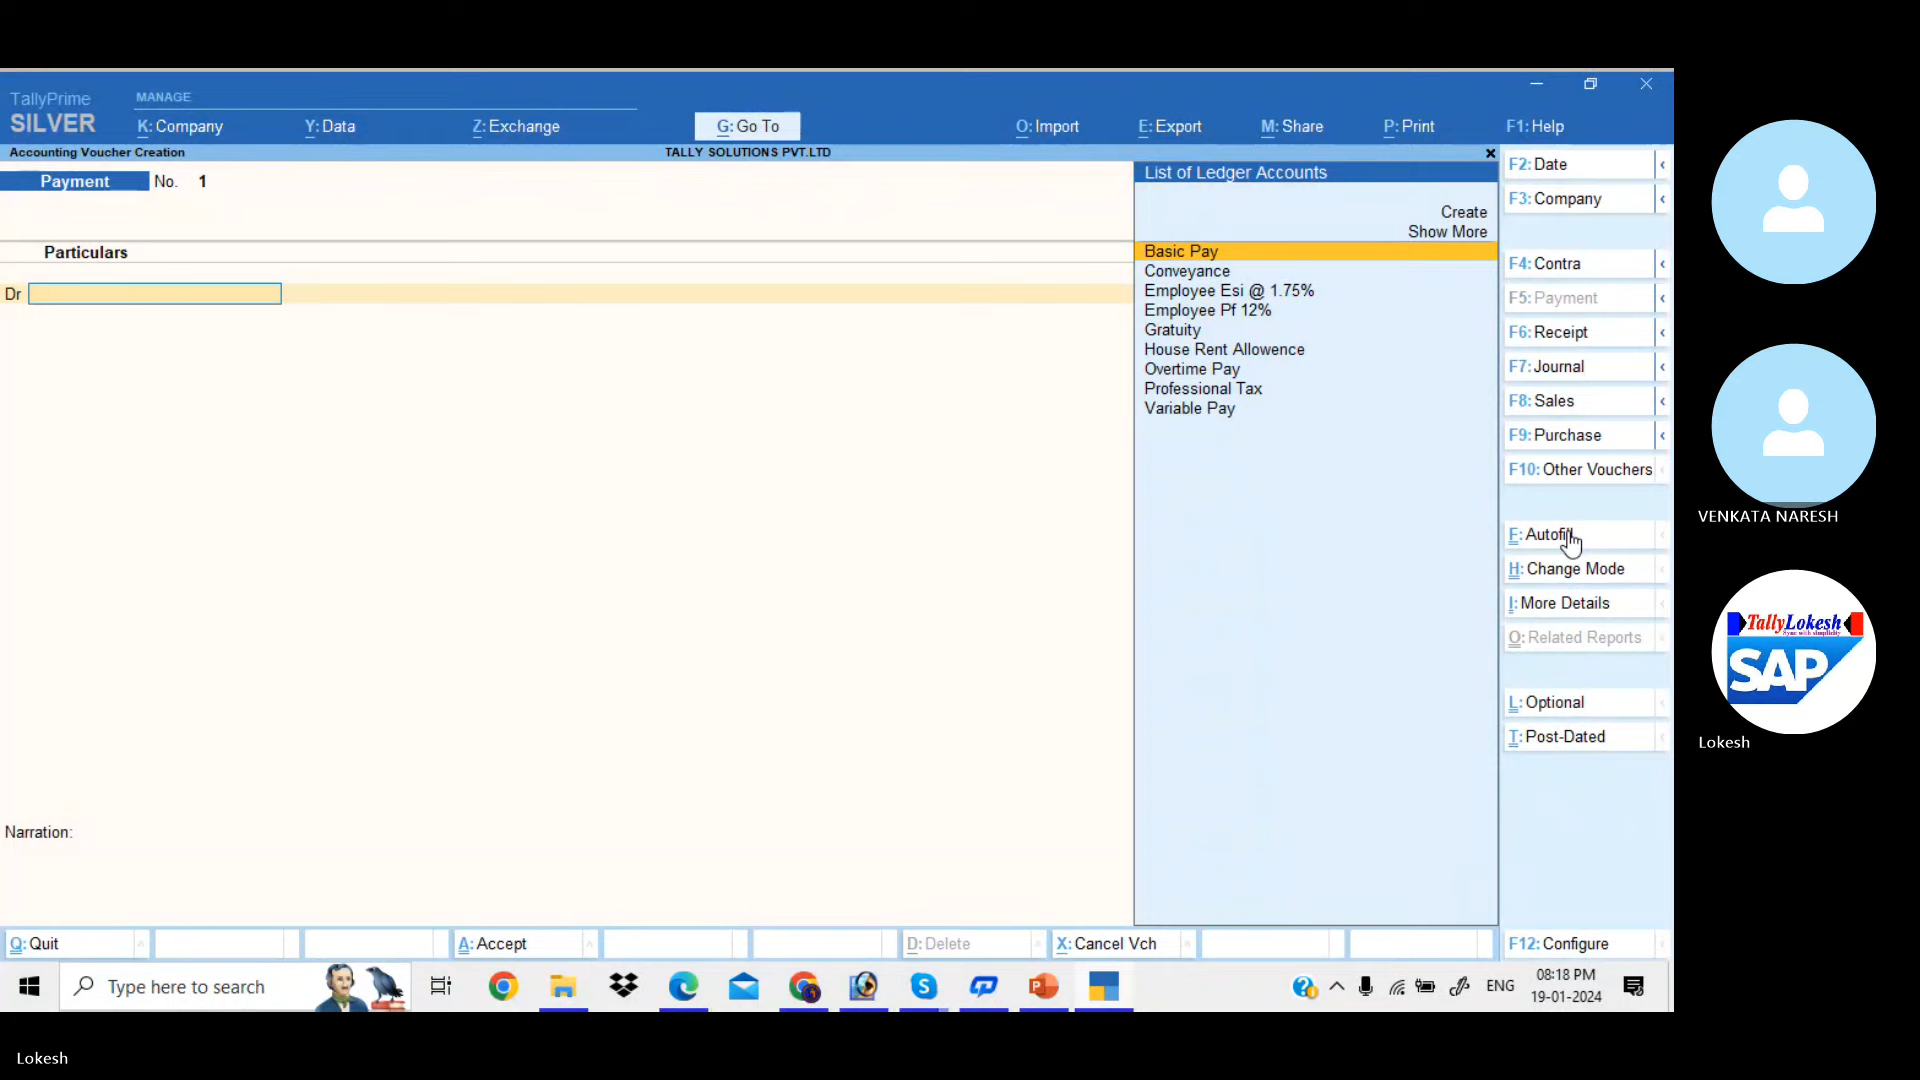 TallyPrime
SILVER
MANAGE
K: Company
Y: Data
Z: Exchange
G: Go To
O: Import
E: Export
M: Share
P: Print
F1: Help
Accounting Voucher Creation
TALLY SOLUTIONS PVT.LTD
Payment No. 1
Particulars
Dr
Narration:
List of Ledger Accounts
Create
Show More
Basic Pay
Conveyance
Employee Esi @ 1.75%
Employee Pf 12%
Gratuity
House Rent Allowence
Overtime Pay
Professional Tax
Variable Pay
F2: Date
F3: Company
F4: Contra
F5: Payment
F6: Receipt
F7: Journal
F8: Sales
F9: Purchase
F10: Other Vouchers
F: Autofill
H: Change Mode
I: More Details
O: Related Reports
L: Optional
T: Post-Dated
Q: Quit
A: Accept
D: Delete
X: Cancel Vch
F12: Configure
Type here to search
ENG
08:18 PM
19-01-2024
VENKATA NARESH
TallyLokesh
Sync with simplicity
SAP
Lokesh
Lokesh